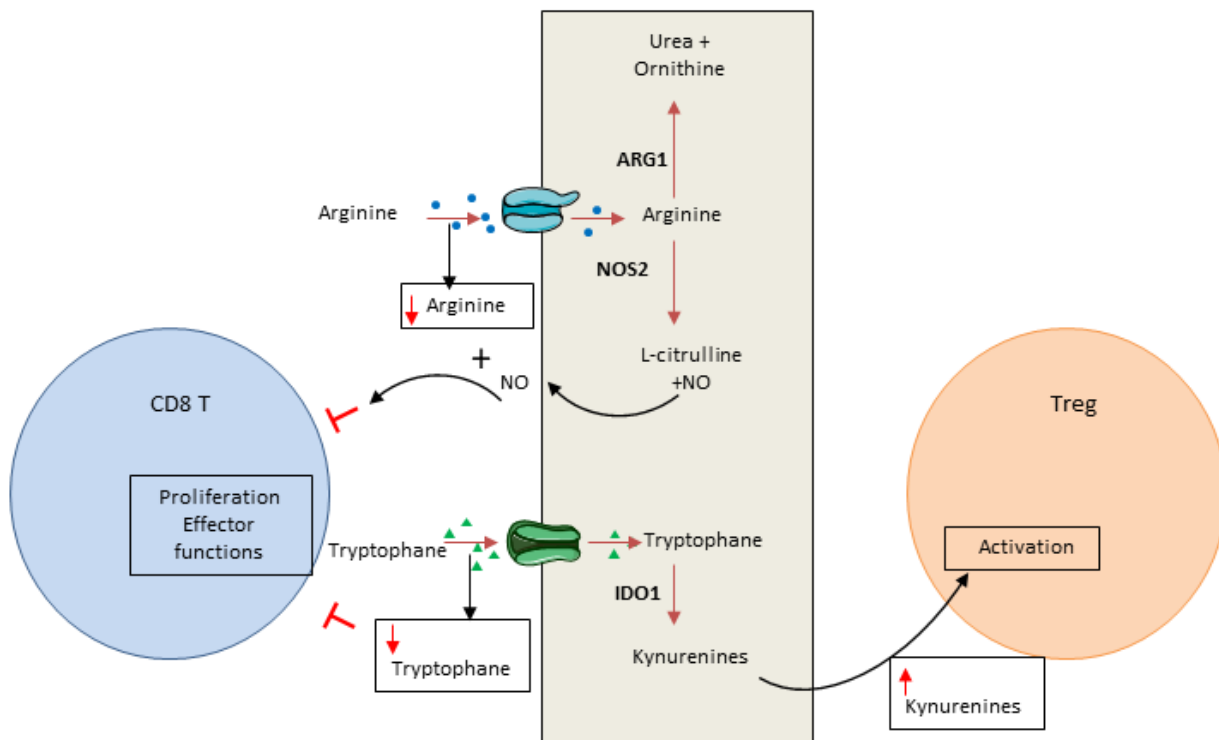 Urea +
Ornithine
ARG1
Arginine
Arginine
NOS2
Arginine
L-citrulline
+NO
+
NO
CD8 T
Treg
Proliferation
Effector
functions
Tryptophane
Tryptophane
Activation
IDO1
Tryptophane
Kynurenines
Kynurenines